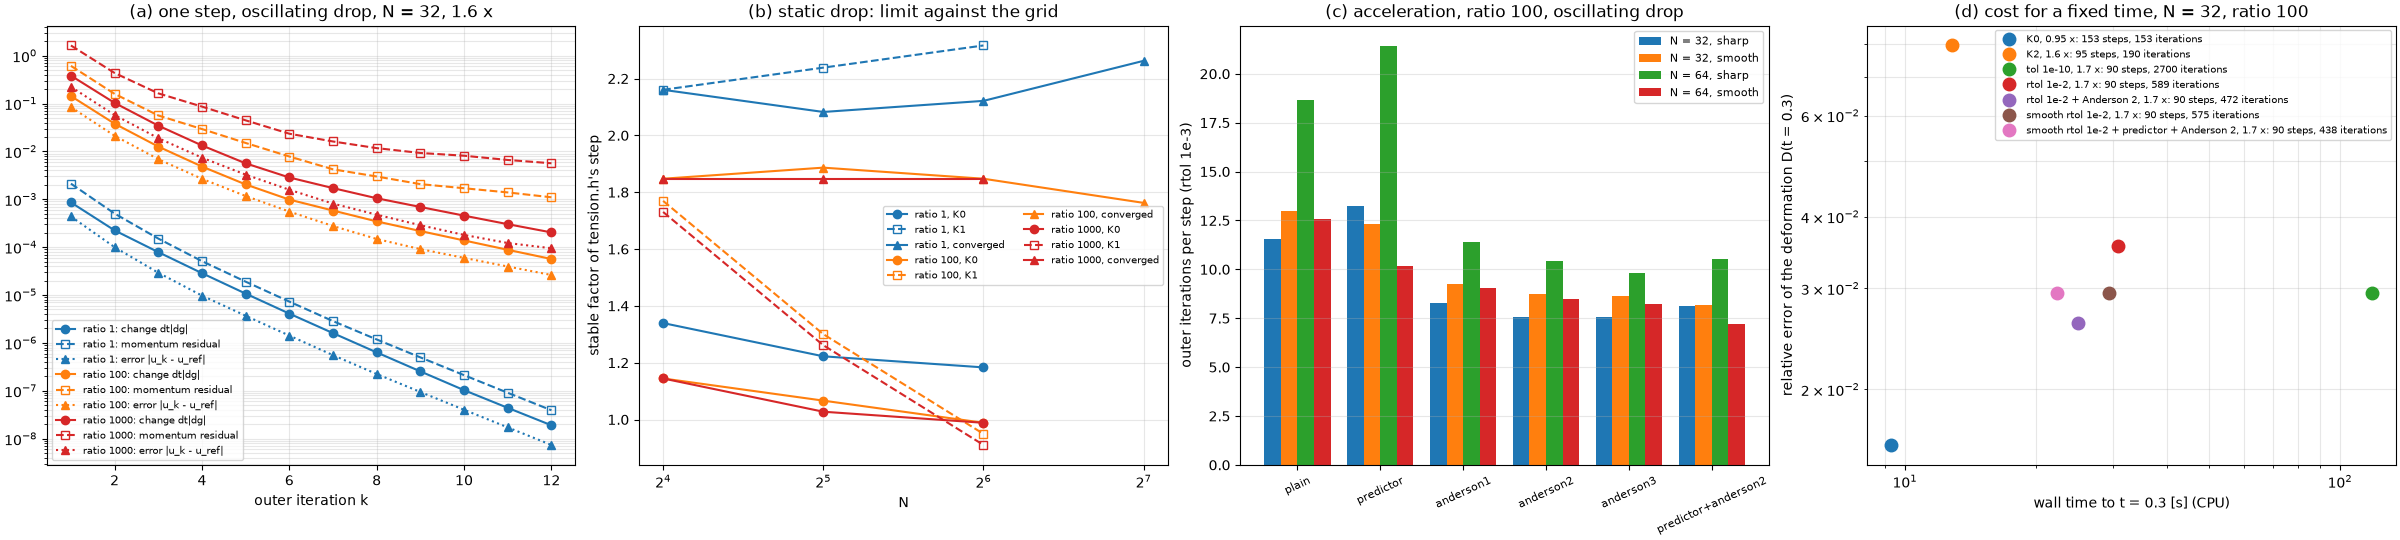 (a) one step, oscillating drop, N = 32, 1.6 x
10⁰
10⁻¹
10⁻²
10⁻³
10⁻⁴
10⁻⁵
10⁻⁶
10⁻⁷
10⁻⁸
ratio 1: change dt|dg|
ratio 1: momentum residual
ratio 1: error |u_k - u_ref|
ratio 100: change dt|dg|
ratio 100: momentum residual
ratio 100: error |u_k - u_ref|
ratio 1000: change dt|dg|
ratio 1000: momentum residual
ratio 1000: error |u_k - u_ref|
2 4 6 8 10 12
outer iteration k
(b) static drop: limit against the grid
stable factor of tension.h's step
2.2
2.0
1.8
1.6
1.4
1.2
1.0
ratio 1, K0
ratio 1, K1
ratio 1, converged
ratio 100, K0
ratio 100, K1
ratio 100, converged
ratio 1000, K0
ratio 1000, K1
ratio 1000, converged
2⁴ 2⁵ 2⁶ 2⁷
N
(c) acceleration, ratio 100, oscillating drop
outer iterations per step (rtol 1e-3)
20.0
17.5
15.0
12.5
10.0
7.5
5.0
2.5
0.0
N = 32, sharp
N = 32, smooth
N = 64, sharp
N = 64, smooth
plain
predictor
anderson1
anderson2
anderson3
predictor+anderson2
(d) cost for a fixed time, N = 32, ratio 100
relative error of the deformation D(t = 0.3)
6 × 10⁻²
4 × 10⁻²
3 × 10⁻²
2 × 10⁻²
K0, 0.95 x: 153 steps, 153 iterations
K2, 1.6 x: 95 steps, 190 iterations
tol 1e-10, 1.7 x: 90 steps, 2700 iterations
rtol 1e-2, 1.7 x: 90 steps, 589 iterations
rtol 1e-2 + Anderson 2, 1.7 x: 90 steps, 472 iterations
smooth rtol 1e-2, 1.7 x: 90 steps, 575 iterations
smooth rtol 1e-2 + predictor + Anderson 2, 1.7 x: 90 steps, 438 iterations
10¹ 10²
wall time to t = 0.3 [s] (CPU)